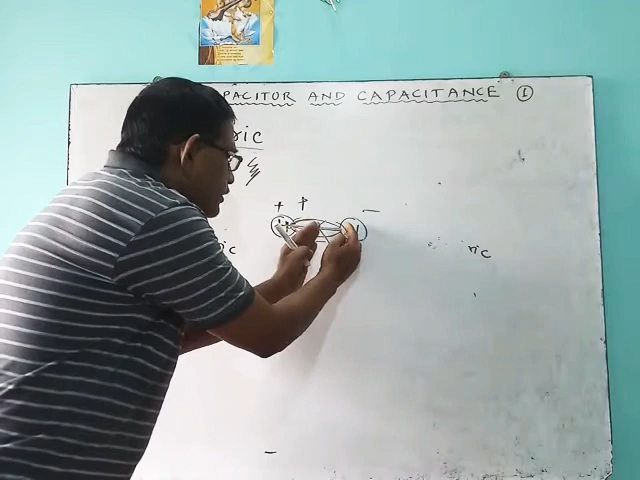 PACITOR AND CAPACITANCE ①
ric
+ p −
ic
ric